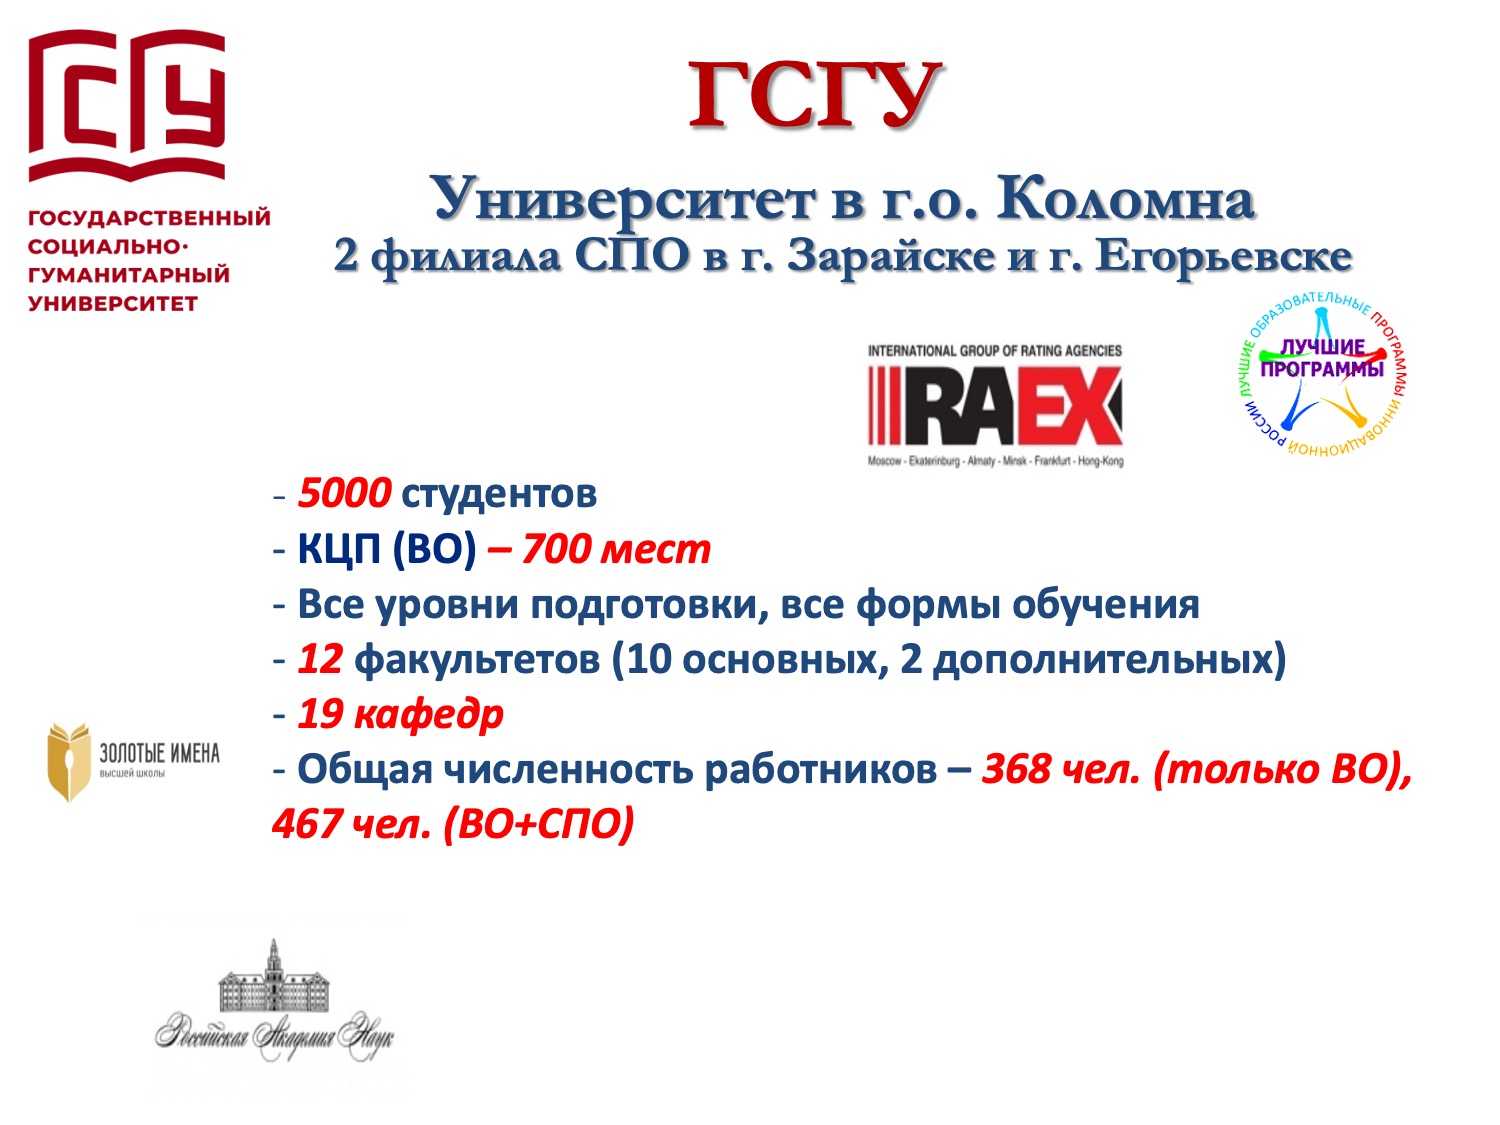 ГСГУ
ГОСУДАРСТВЕННЫЙ
СОЦИАЛЬНО-
ГУМАНИТАРНЫЙ
УНИВЕРСИТЕТ
ГСГУ
Университет в г.о. Коломна
2 филиала СПО в г. Зарайске и г. Егорьевске
INTERNATIONAL GROUP OF RATING AGENCIES
RAEX
Moscow - Ekaterinburg - Almaty - Minsk - Frankfurt - Hong-Kong
ЛУЧШИЕ ОБРАЗОВАТЕЛЬНЫЕ ПРОГРАММЫ ИННОВАЦИОННОЙ РОССИИ
ЛУЧШИЕ
ПРОГРАММЫ
- 5000 студентов
- КЦП (ВО) – 700 мест
- Все уровни подготовки, все формы обучения
- 12 факультетов (10 основных, 2 дополнительных)
- 19 кафедр
- Общая численность работников – 368 чел. (только ВО),
467 чел. (ВО+СПО)
ЗОЛОТЫЕ ИМЕНА
ВЫСШЕЙ ШКОЛЫ
Российская Академия Наук